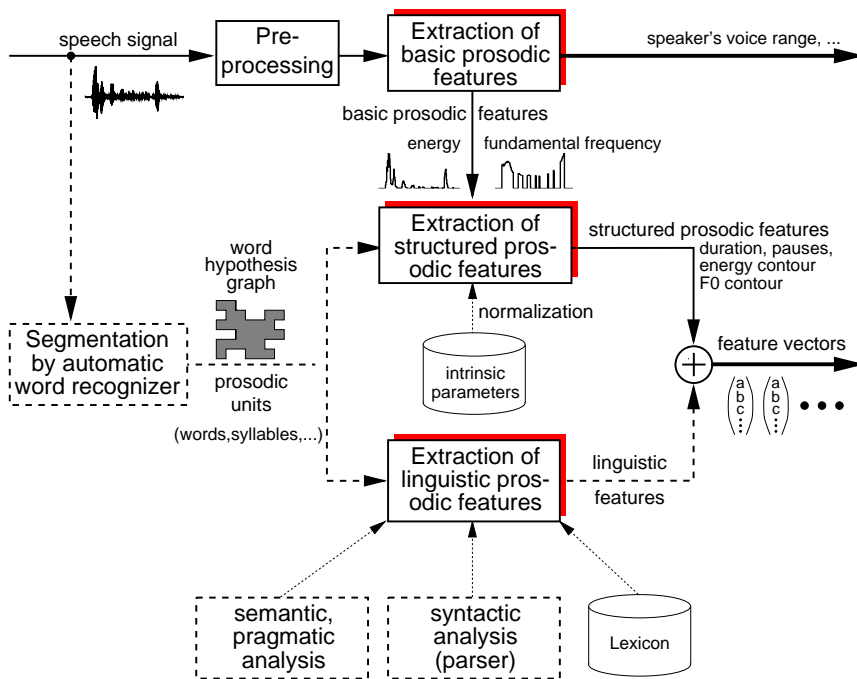 speech signal
Pre-
processing
Extraction of
basic prosodic
features
speaker's voice range, ...
basic prosodic features
energy
fundamental frequency
Extraction of
structured pros-
odic features
structured prosodic features
duration, pauses,
energy contour
F0 contour
word
hypothesis
graph
normalization
Segmentation
by automatic
word recognizer
prosodic
units
(words,syllables,...)
intrinsic
parameters
feature vectors
a
b
c
a
b
c
Extraction of
linguistic pros-
odic features
linguistic
features
semantic,
pragmatic
analysis
syntactic
analysis
(parser)
Lexicon